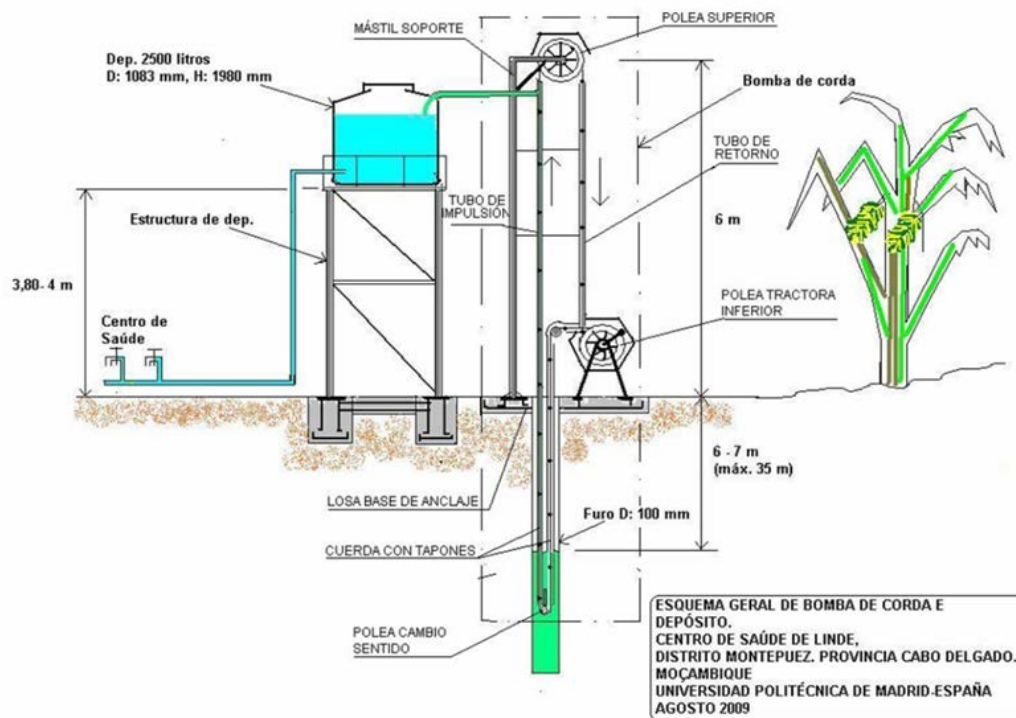 MÁSTIL SOPORTE
POLEA SUPERIOR
Dep. 2500 litros
D: 1083 mm, H: 1980 mm
Bomba de corda
TUBO DE
RETORNO
TUBO DE
IMPULSIÓN
6 m
Estructura de dep.
3,80- 4 m
POLEA TRACTORA
INFERIOR
Centro de
Saúde
6 - 7 m
(máx. 35 m)
LOSA BASE DE ANCLAJE
Furo D: 100 mm
CUERDA CON TAPONES
POLEA CAMBIO
SENTIDO
ESQUEMA GERAL DE BOMBA DE CORDA E
DEPÓSITO.
CENTRO DE SAÚDE DE LINDE,
DISTRITO MONTEPUEZ. PROVINCIA CABO DELGADO.
MOÇAMBIQUE
UNIVERSIDAD POLITÉCNICA DE MADRID-ESPAÑA
AGOSTO 2009